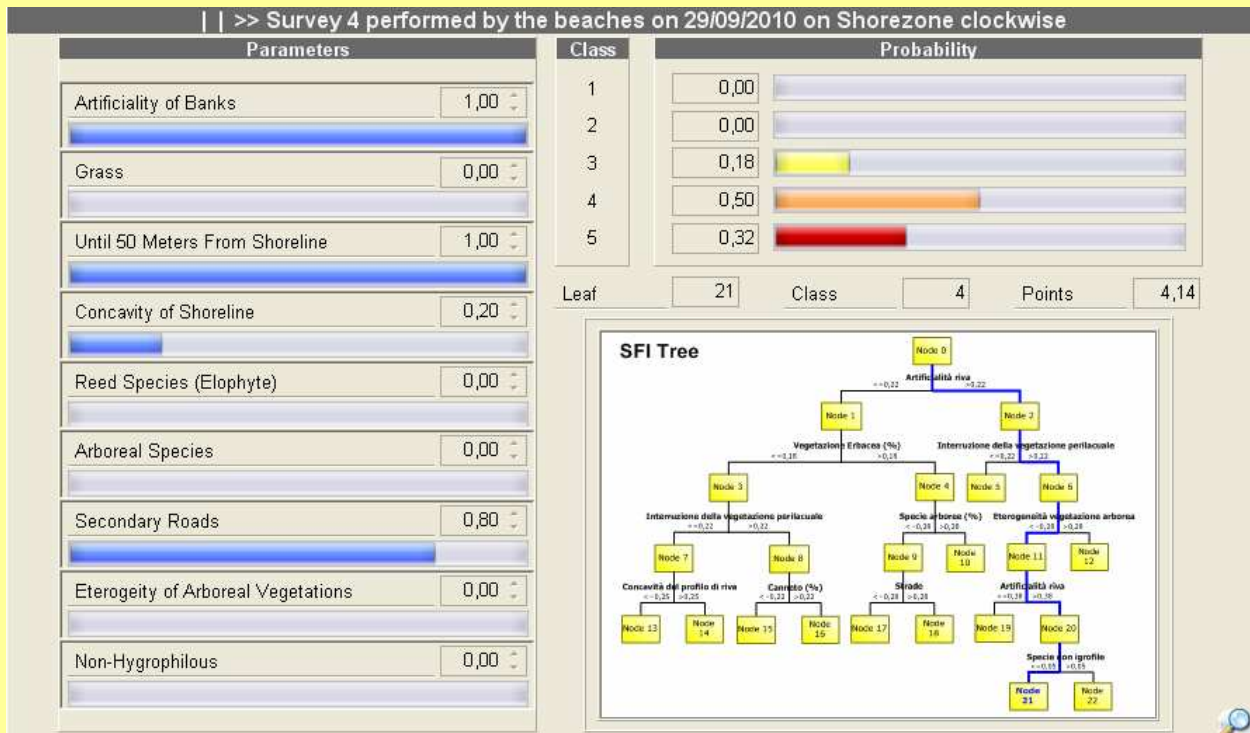 | | >> Survey 4 performed by the beaches on 29/09/2010 on Shorezone clockwise
Parameters
Artificiality of Banks 1,00
Grass 0,00
Until 50 Meters From Shoreline 1,00
Concavity of Shoreline 0,20
Reed Species (Elophyte) 0,00
Arboreal Species 0,00
Secondary Roads 0,80
Eterogeity of Arboreal Vegetations 0,00
Non-Hygrophilous 0,00
Class Probability
1 0,00
2 0,00
3 0,18
4 0,50
5 0,32
Leaf 21 Class 4 Points 4,14
SFI Tree
Node 0
Artificialità riva
<=0,22 >0,22
Node 1 Node 2
Vegetazione Erbacea (%) Interruzione della vegetazione perilacuale
>0,22
Node 3 Node 4 Node 5 Node 6
Interruzione della vegetazione perilacuale Specie arboree (%) Eterogeneità vegetazione arborea
<=0,22 >0,22
Node 7 Node 8 Node 9 Node 10 Node 11 Node 12
Concavità del profilo di riva Canneto (%) Strade Artificialità riva
Node 13 Node 14 Node 15 Node 16 Node 17 Node 18 Node 19 Node 20
Specie non igrofile
Node 21 Node 22